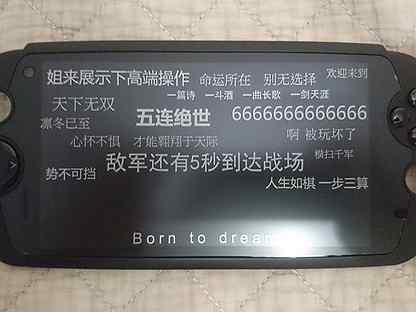 姐来展示下高端操作 命运所在 别无选择 欢迎来到
一篇诗 一斗酒 一曲长歌 一剑天涯
天下无双
五连绝世 6666666666666
凛冬已至
心怀不惧 才能翱翔于天际 啊 被玩坏了
敌军还有5秒到达战场 横扫千军
势不可挡
人生如棋 一步三算
Born to dream